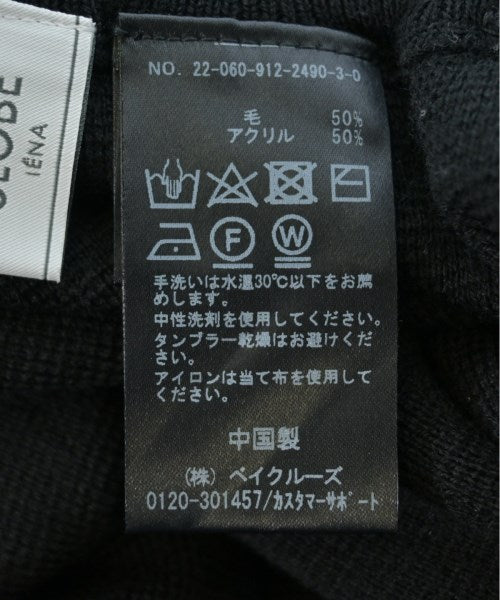 LOBE
IÉNA
NO. 22-060-912-2490-3-0
毛 50%
アクリル 50%
F W
手洗いは水温30℃以下をお薦
めします。
中性洗剤を使用してください。
タンブラー乾燥はお避けくだ
さい。
アイロンは当て布を使用して
ください。
中国製
(株) ベイクルーズ
0120-301457/カスタマーサポート